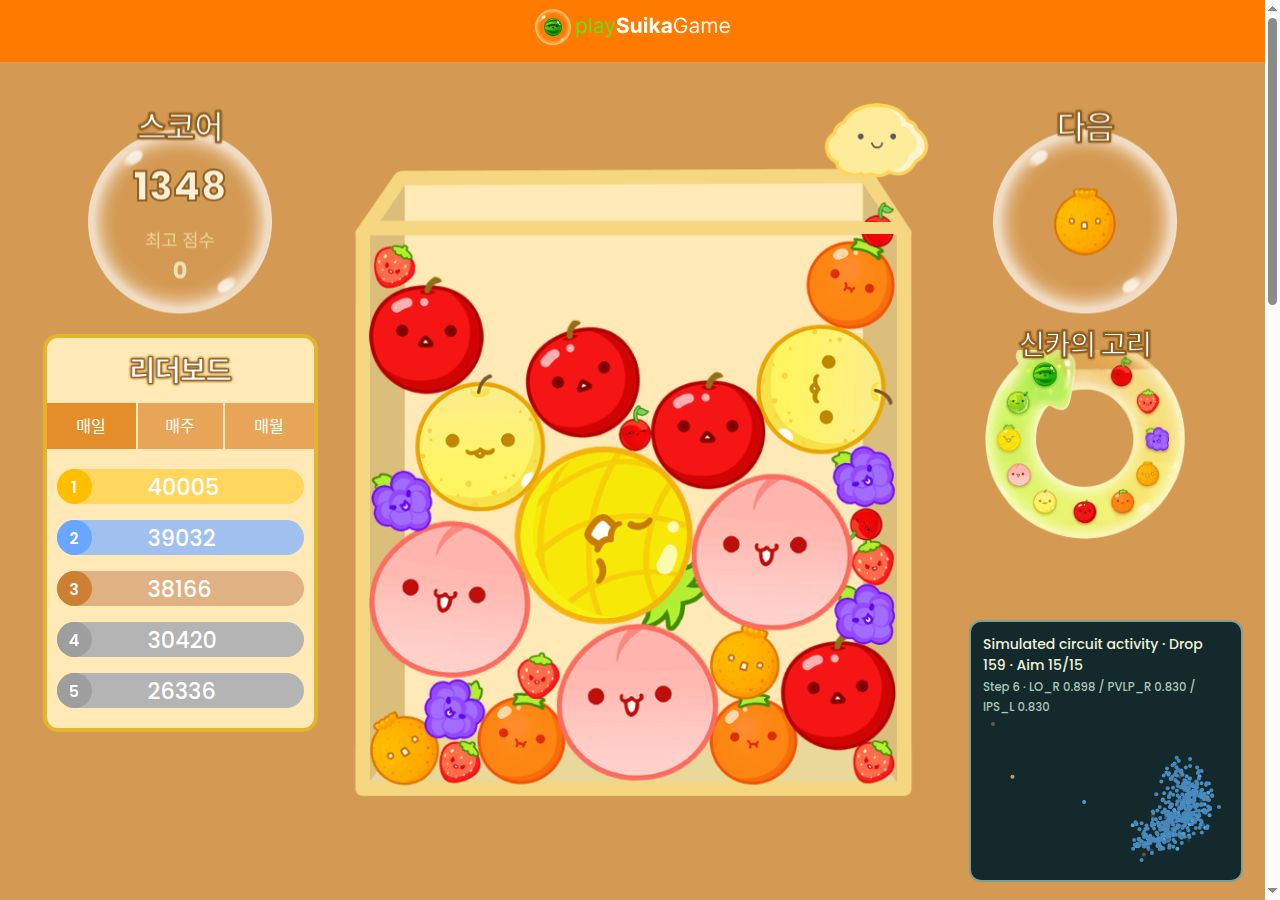 playSuikaGame
스코어
1348
최고 점수
0
다음
신카의 고리
리더보드
매일 매주 매월
1 40005
2 39032
3 38166
4 30420
5 26336
Simulated circuit activity · Drop
159 · Aim 15/15
Step 6 · LO_R 0.898 / PVLP_R 0.830 /
IPS_L 0.830